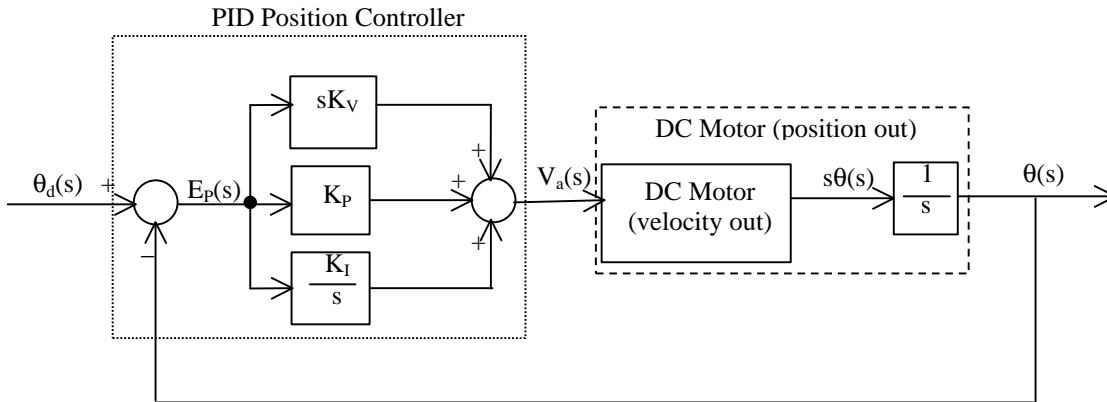 PID Position Controller
sK_V
DC Motor (position out)
θ_d(s)
+
E_P(s)
K_P
+
+
V_a(s)
DC Motor
(velocity out)
sθ(s)
1
s
θ(s)
−
K_I
s
+